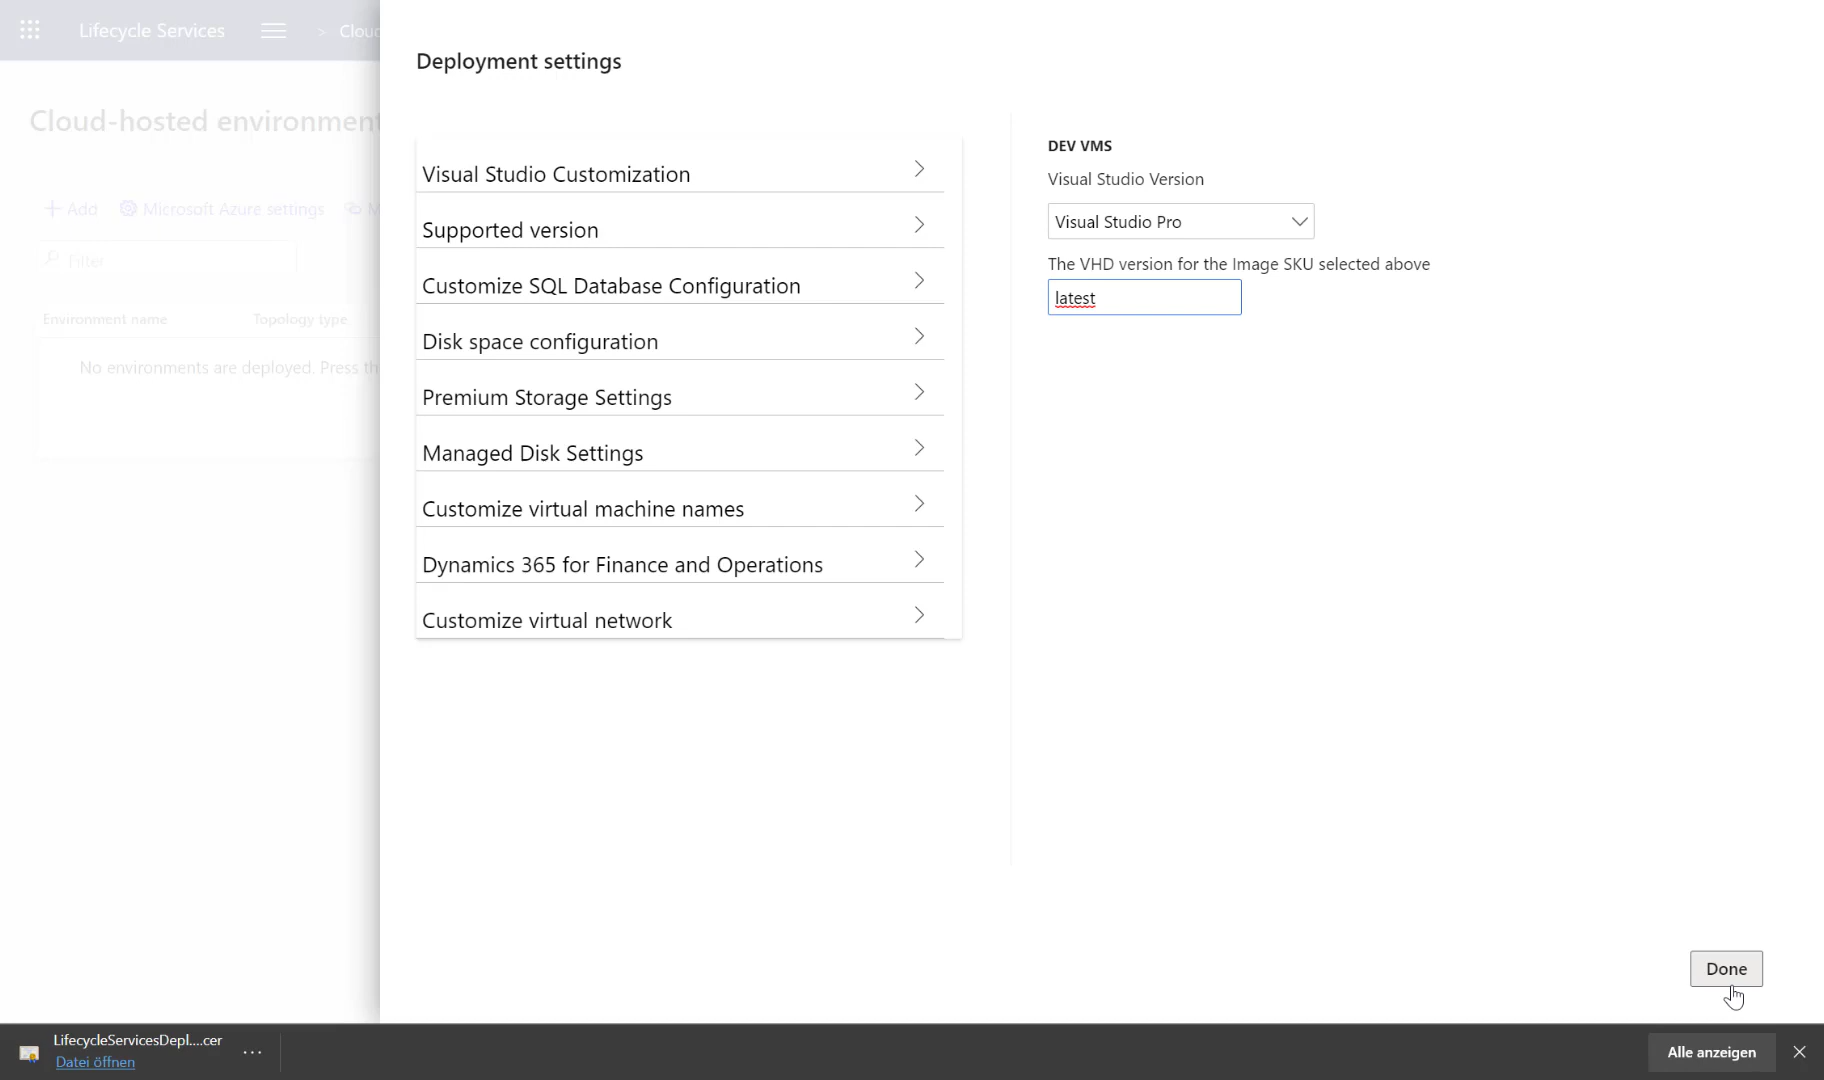 Lifecycle Services > Cloud
Cloud-hosted environment
Add Microsoft Azure settings M
Filter
Environment name Topology type
No environments are deployed. Press th
Deployment settings
Visual Studio Customization
Supported version
Customize SQL Database Configuration
Disk space configuration
Premium Storage Settings
Managed Disk Settings
Customize virtual machine names
Dynamics 365 for Finance and Operations
Customize virtual network
DEV VMS
Visual Studio Version
Visual Studio Pro
The VHD version for the Image SKU selected above
latest
Done
LifecycleServicesDepl....cer
Datei öffnen
Alle anzeigen